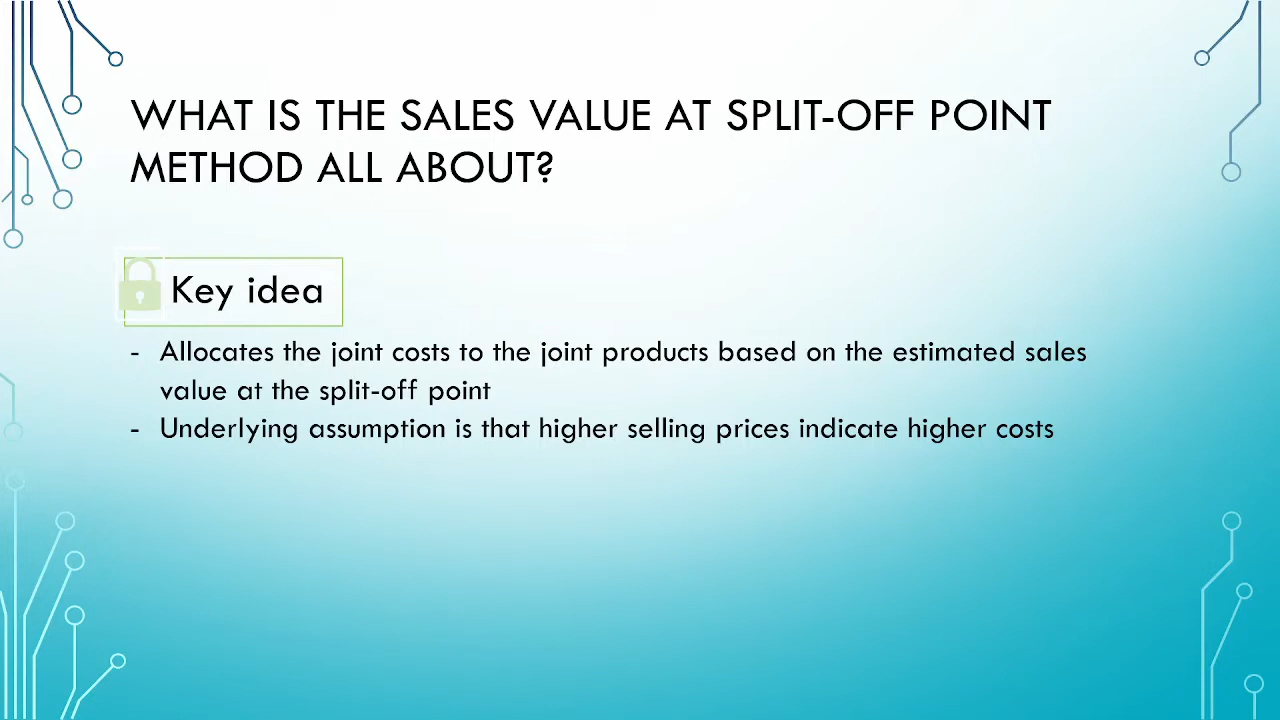 WHAT IS THE SALES VALUE AT SPLIT-OFF POINT
METHOD ALL ABOUT?
Key idea
- Allocates the joint costs to the joint products based on the estimated sales
value at the split-off point
- Underlying assumption is that higher selling prices indicate higher costs